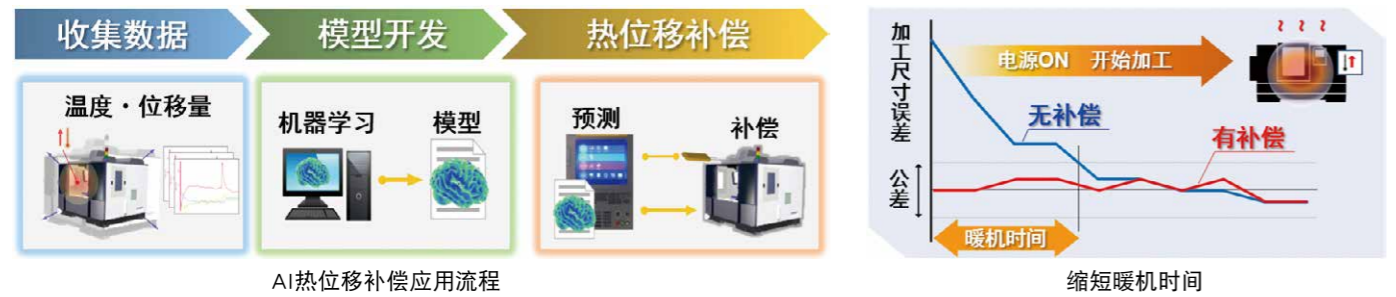 收集数据
模型开发
热位移补偿
温度·位移量
机器学习
模型
预测
补偿
AI热位移补偿应用流程
加工尺寸误差
公差
电源ON 开始加工
无补偿
有补偿
暖机时间
缩短暖机时间